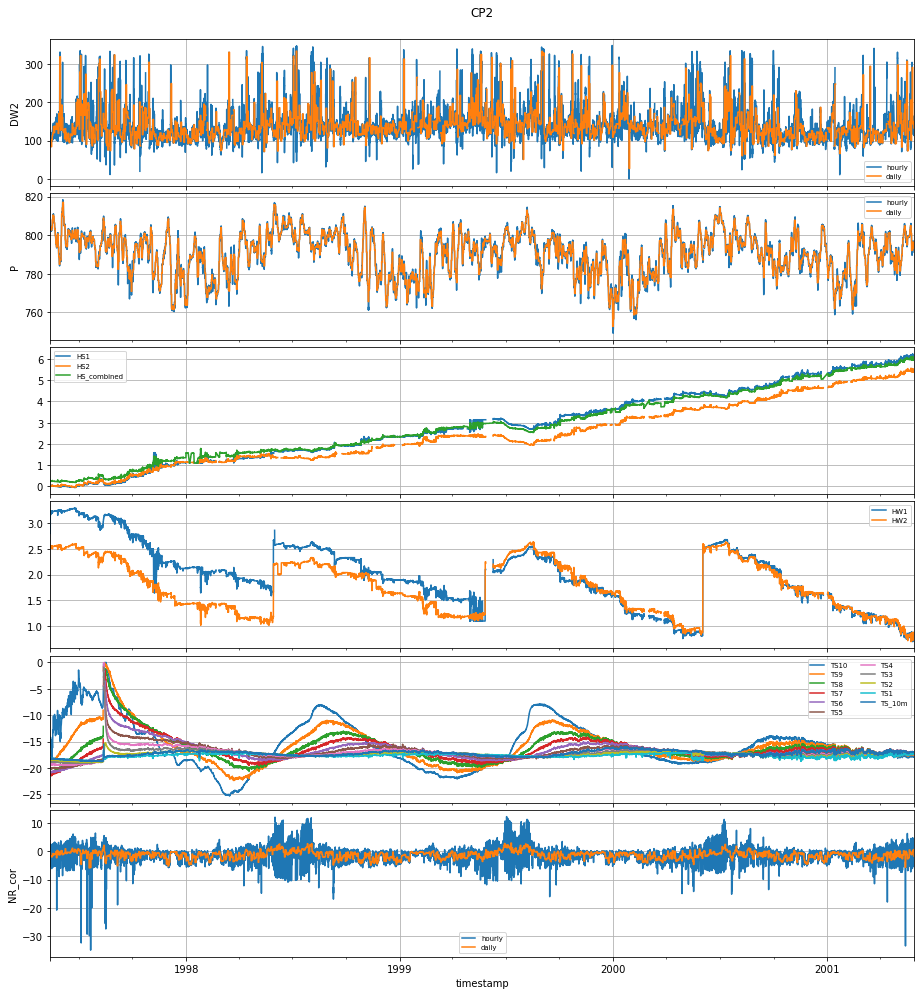 CP2
300
200
100
0
DW2
hourly
daily
820
800
780
760
P
hourly
daily
6
5
4
3
2
1
0
HS1
HS2
HS_combined
3.0
2.5
2.0
1.5
1.0
HW1
HW2
0
−5
−10
−15
−20
−25
TS10 TS4
TS9 TS3
TS8 TS2
TS7 TS1
TS6 TS_10m
TS5
10
0
−10
−20
−30
NR_cor
hourly
daily
1998 1999 2000 2001
timestamp